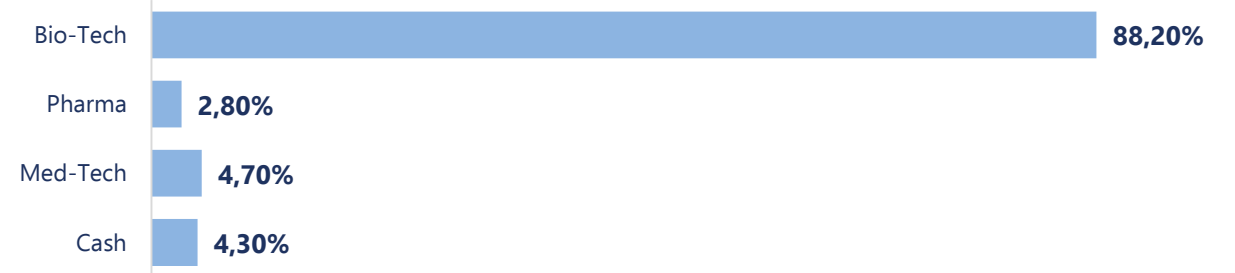 Bio-Tech 88,20%
Pharma 2,80%
Med-Tech 4,70%
Cash 4,30%